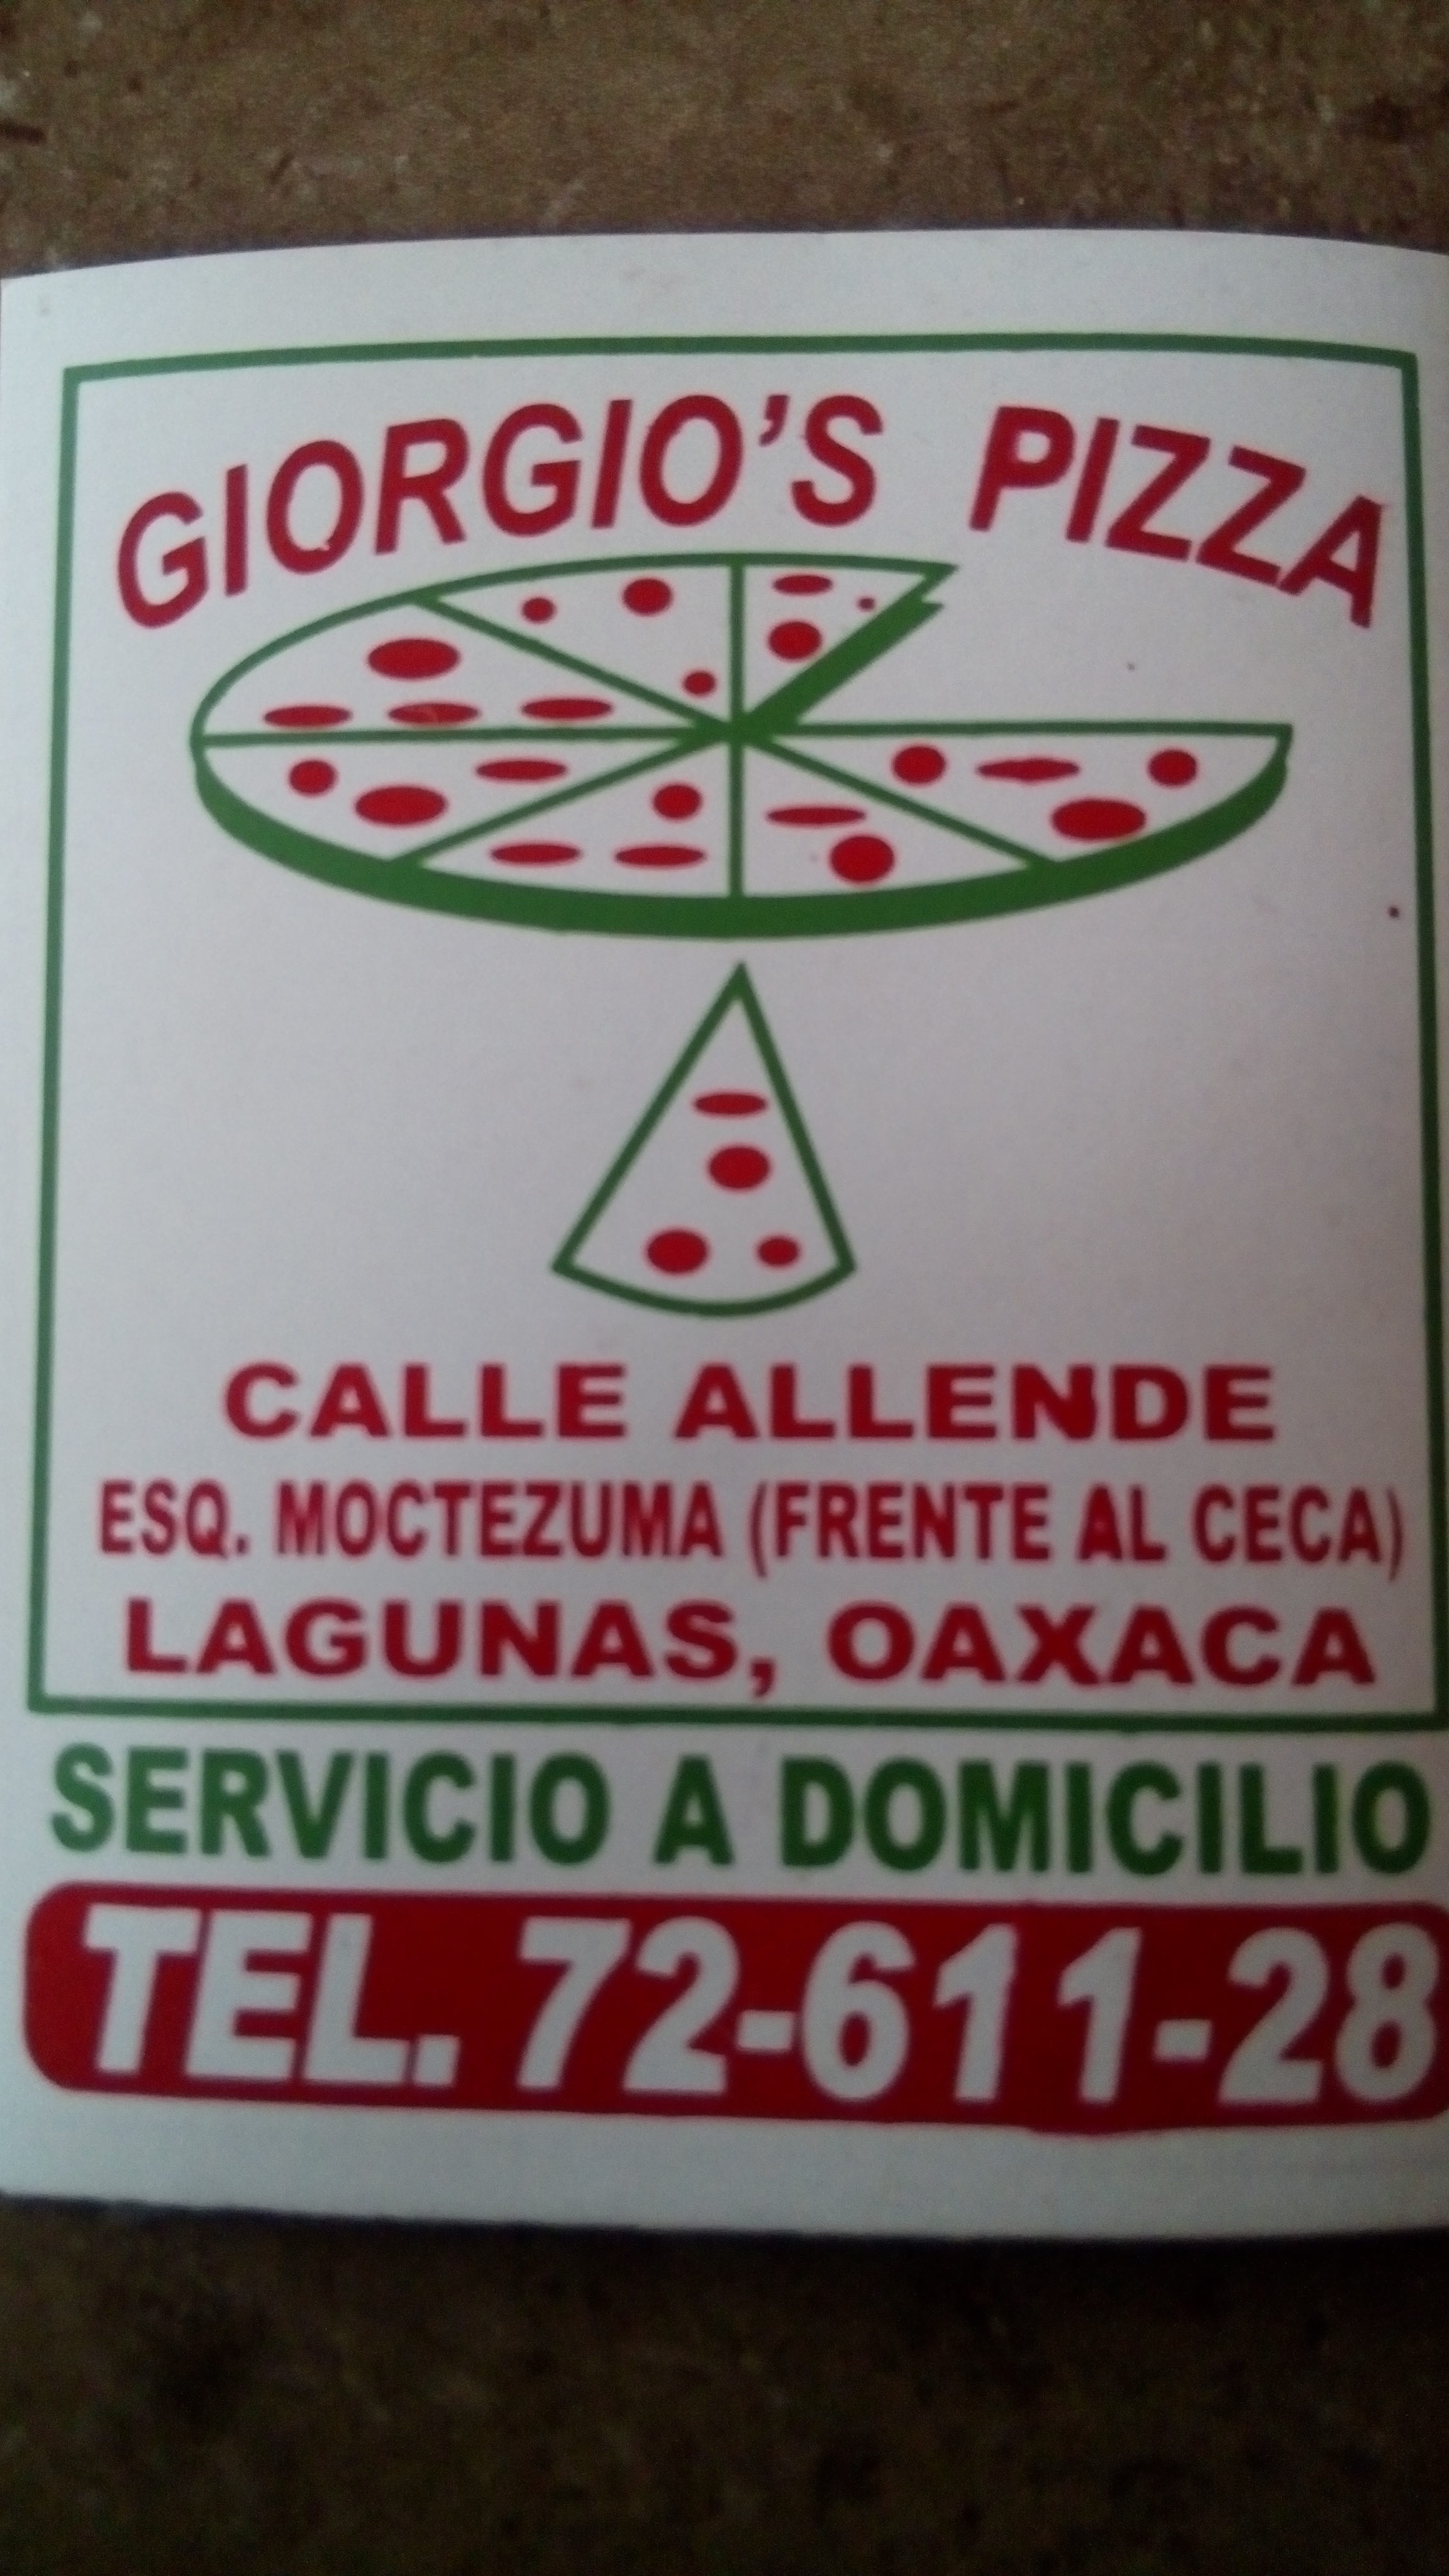 GIORGIO'S PIZZA
CALLE ALLENDE
ESQ. MOCTEZUMA (FRENTE AL CECA)
LAGUNAS, OAXACA
SERVICIO A DOMICILIO
TEL. 72-611-28